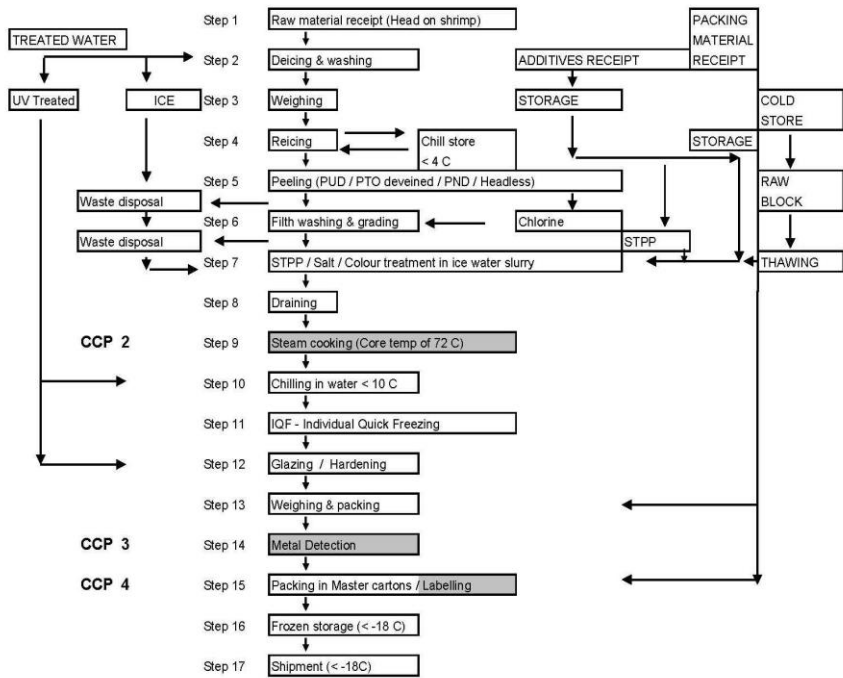 Step 1 Raw material receipt (Head on shrimp) PACKING
TREATED WATER MATERIAL
Step 2 Deicing & washing ADDITIVES RECEIPT RECEIPT
UV Treated ICE Step 3 Weighing STORAGE COLD
STORE
Step 4 Reicing Chill store STORAGE
< 4 C
Step 5 Peeling (PUD / PTO deveined / PND / Headless) RAW
Waste disposal BLOCK
Step 6 Filth washing & grading Chlorine
Waste disposal STPP
Step 7 STPP / Salt / Colour treatment in ice water slurry THAWING
Step 8 Draining
CCP 2 Step 9 Steam cooking (Core temp of 72 C)
Step 10 Chilling in water < 10 C
Step 11 IQF - Individual Quick Freezing
Step 12 Glazing / Hardening
Step 13 Weighing & packing
CCP 3 Step 14 Metal Detection
CCP 4 Step 15 Packing in Master cartons / Labelling
Step 16 Frozen storage (< -18 C)
Step 17 Shipment (< -18C)